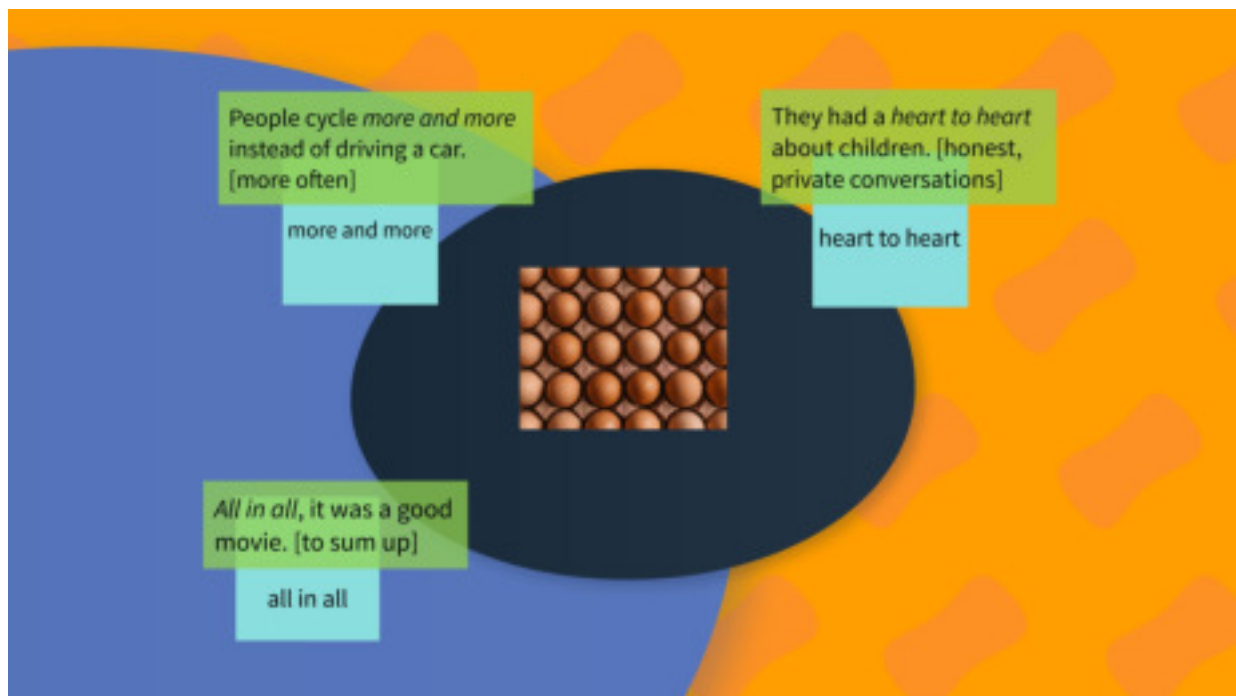 People cycle more and more
instead of driving a car.
[more often]
more and more
They had a heart to heart
about children. [honest,
private conversations]
heart to heart
All in all, it was a good
movie. [to sum up]
all in all